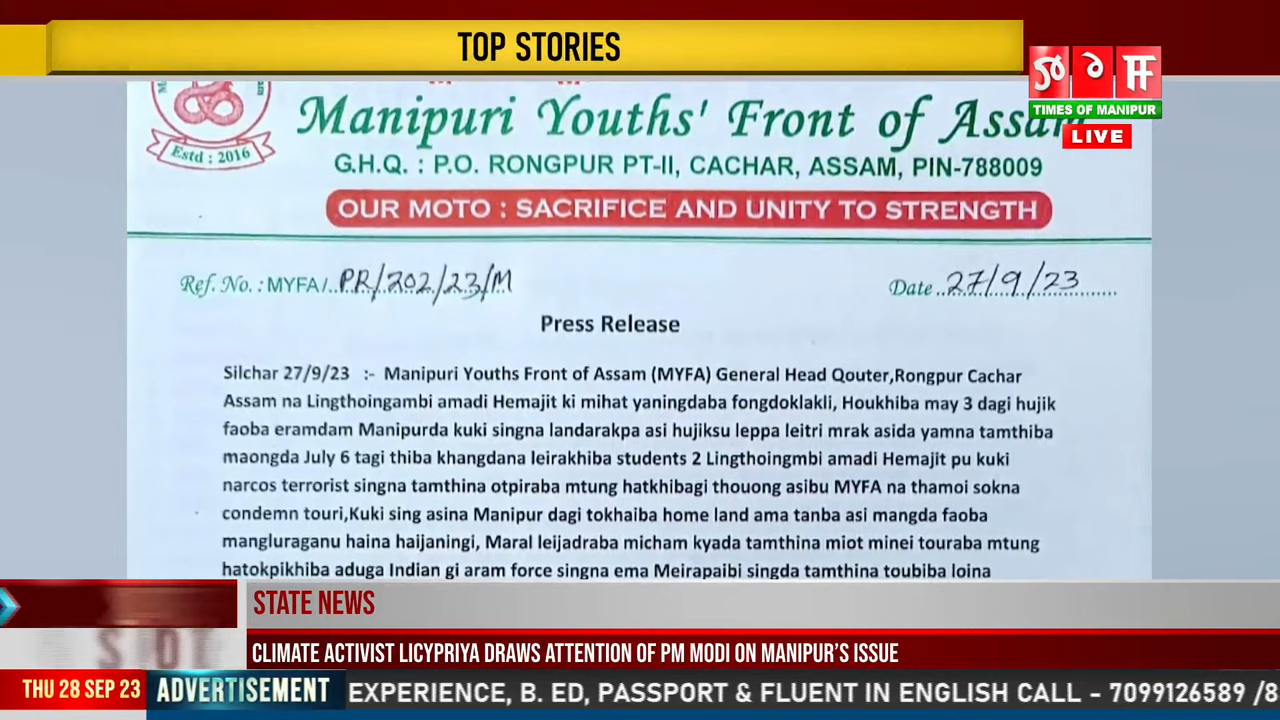 TOP STORIES
TIMES OF MANIPUR
LIVE
Estd : 2016
Manipuri Youths' Front of Assam
G.H.Q. : P.O. RONGPUR PT-II, CACHAR, ASSAM, PIN-788009
OUR MOTO : SACRIFICE AND UNITY TO STRENGTH
Ref. No. : MYFA/ PR/202/23/M
Date 27/9/23
Press Release
Silchar 27/9/23 :- Manipuri Youths Front of Assam (MYFA) General Head Qouter,Rongpur Cachar
Assam na Lingthoingambi amadi Hemajit ki mihat yaningdaba fongdoklakli, Houkhiba may 3 dagi hujik
faoba eramdam Manipurda kuki singna landarakpa asi hujiksu leppa leitri mrak asida yamna tamthiba
maongda July 6 tagi thiba khangdana leirakhiba students 2 Lingthoingmbi amadi Hemajit pu kuki
narcos terrorist singna tamthina otpiraba mtung hatkhibagi thouong asibu MYFA na thamoi sokna
condemn touri,Kuki sing asina Manipur dagi tokhaiba home land ama tanba asi mangda faoba
mangluraganu haina haijaningi, Maral leijadraba micham kyada tamthina miot minei touraba mtung
hatokpikhiba aduga Indian gi aram force singna ema Meirapaibi singda tamthina toubiba loina
STATE NEWS
CLIMATE ACTIVIST LICYPRIYA DRAWS ATTENTION OF PM MODI ON MANIPUR'S ISSUE
THU 28 SEP 23
ADVERTISEMENT
EXPERIENCE, B. ED, PASSPORT & FLUENT IN ENGLISH CALL - 7099126589 /8